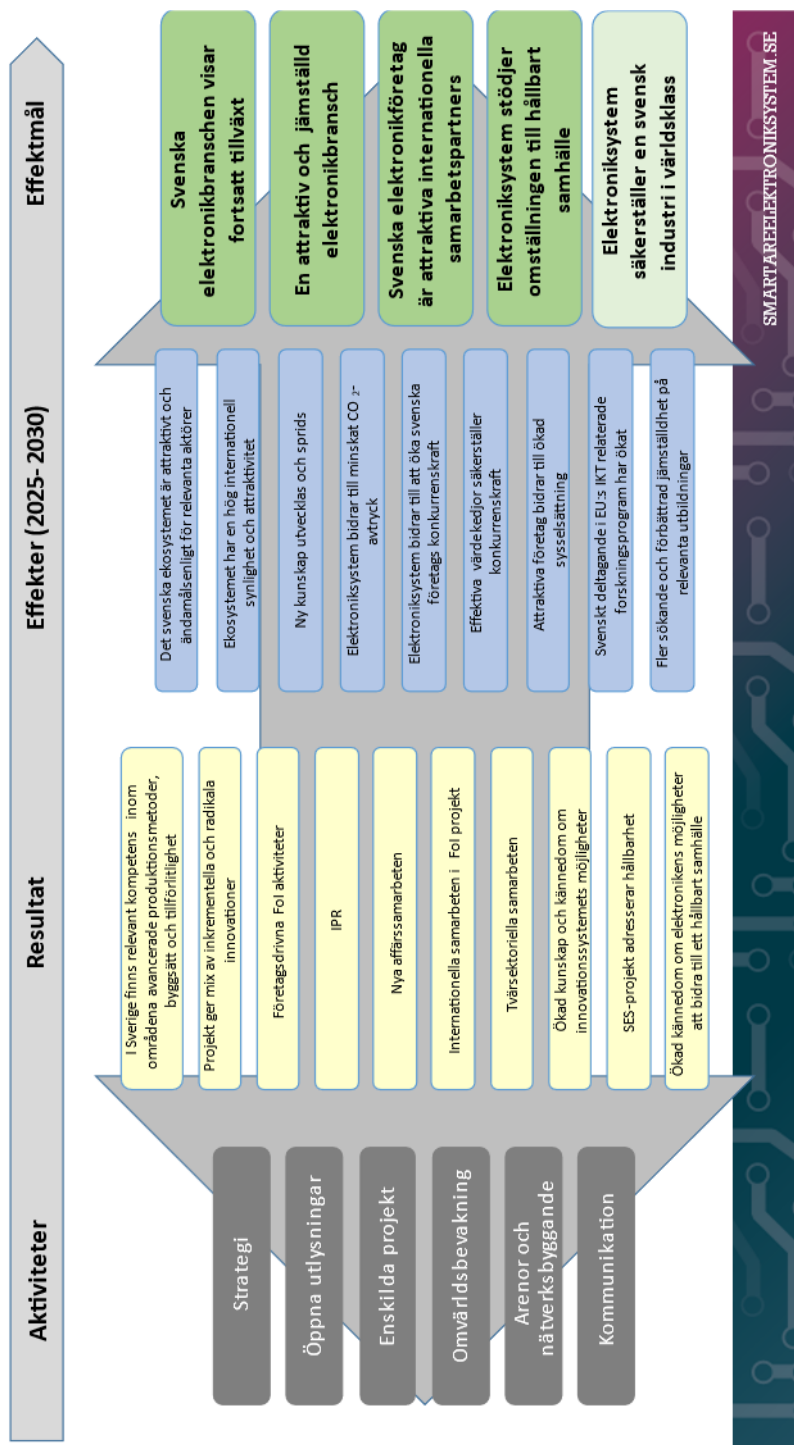 Aktiviteter
Resultat
Effekter (2025- 2030)
Effektmål
Strategi
Öppna utlysningar
Enskilda projekt
Omvärldsbevakning
Arenor och
nätverksbyggande
Kommunikation
I Sverige finns relevant kompetens inom
områdena avancerade produktionsmetoder,
byggsätt och tillförlitlighet
Projekt ger mix av inkrementella och radikala
innovationer
Företagsdrivna FoI aktiviteter
IPR
Nya affärssamarbeten
Internationella samarbeten i FoI projekt
Tvärsektoriella samarbeten
Ökad kunskap och kännedom om
innovationssystemets möjligheter
SES-projekt adresserar hållbarhet
Ökad kännedom om elektronikens möjligheter
att bidra till ett hållbart samhälle
Det svenska ekosystemet är attraktivt och
ändamålsenligt för relevanta aktörer
Ekosystemet har en hög internationell
synlighet och attraktivitet
Ny kunskap utvecklas och sprids
Elektroniksystem bidrar till minskat CO₂-
avtryck
Elektroniksystem bidrar till att öka svenska
företags konkurrenskraft
Effektiva värdekedjor säkerställer
konkurrenskraft
Attraktiva företag bidrar till ökad
sysselsättning
Svenskt deltagande i EU:s IKT relaterade
forskningsprogram har ökat
Fler sökande och förbättrad jämställdhet på
relevanta utbildningar
Svenska
elektronikbranschen visar
fortsatt tillväxt
En attraktiv och jämställd
elektronikbransch
Svenska elektronikföretag
är attraktiva internationella
samarbetspartners
Elektroniksystem stödjer
omställningen till hållbart
samhälle
Elektroniksystem
säkerställer en svensk
industri i världsklass
SMARTAREELEKTRONIKSYSTEM.SE